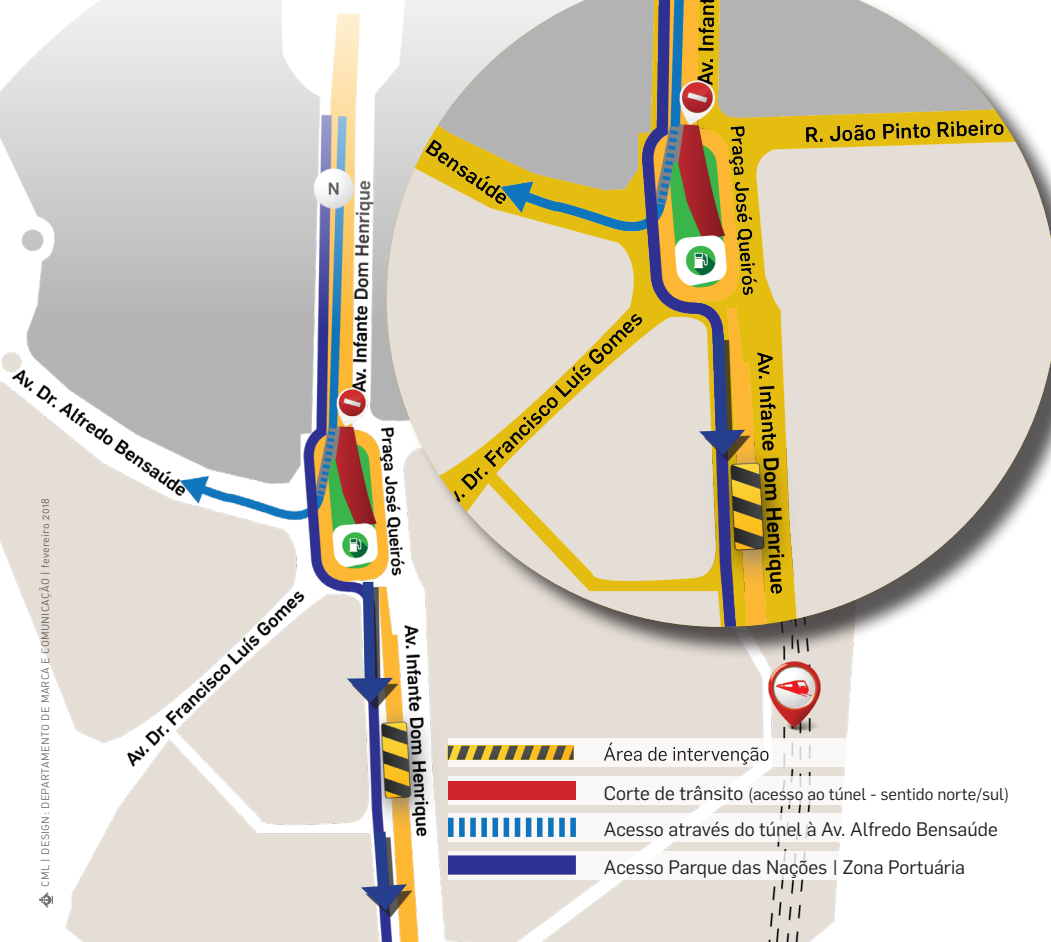 Av. Infant
R. João Pinto Ribeiro
Bensaúde
Praça José Queirós
. Dr. Francisco Luís Gomes
Av. Infante Dom Henrique
N
Av. Infante Dom Henrique
Av. Dr. Alfredo Bensaúde
Praça José Queirós
Av. Dr. Francisco Luís Gomes
Av. Infante Dom Henrique
Área de intervenção
Corte de trânsito (acesso ao túnel - sentido norte/sul)
Acesso através do túnel à Av. Alfredo Bensaúde
Acesso Parque das Nações | Zona Portuária
CML | DESIGN: DEPARTAMENTO DE MARCA E COMUNICAÇÃO | fevereiro 2018